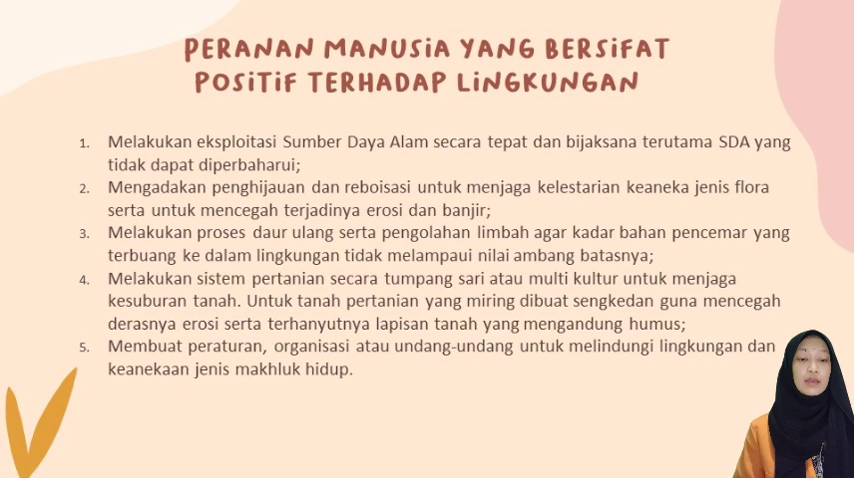 PERANAN MANUSIA YANG BERSIFAT
POSITIF TERHADAP LINGKUNGAN
1. Melakukan eksploitasi Sumber Daya Alam secara tepat dan bijaksana terutama SDA yang
tidak dapat diperbaharui;
2. Mengadakan penghijauan dan reboisasi untuk menjaga kelestarian keaneka jenis flora
serta untuk mencegah terjadinya erosi dan banjir;
3. Melakukan proses daur ulang serta pengolahan limbah agar kadar bahan pencemar yang
terbuang ke dalam lingkungan tidak melampaui nilai ambang batasnya;
4. Melakukan sistem pertanian secara tumpang sari atau multi kultur untuk menjaga
kesuburan tanah. Untuk tanah pertanian yang miring dibuat sengkedan guna mencegah
derasnya erosi serta terhanyutnya lapisan tanah yang mengandung humus;
5. Membuat peraturan, organisasi atau undang-undang untuk melindungi lingkungan dan
keanekaan jenis makhluk hidup.